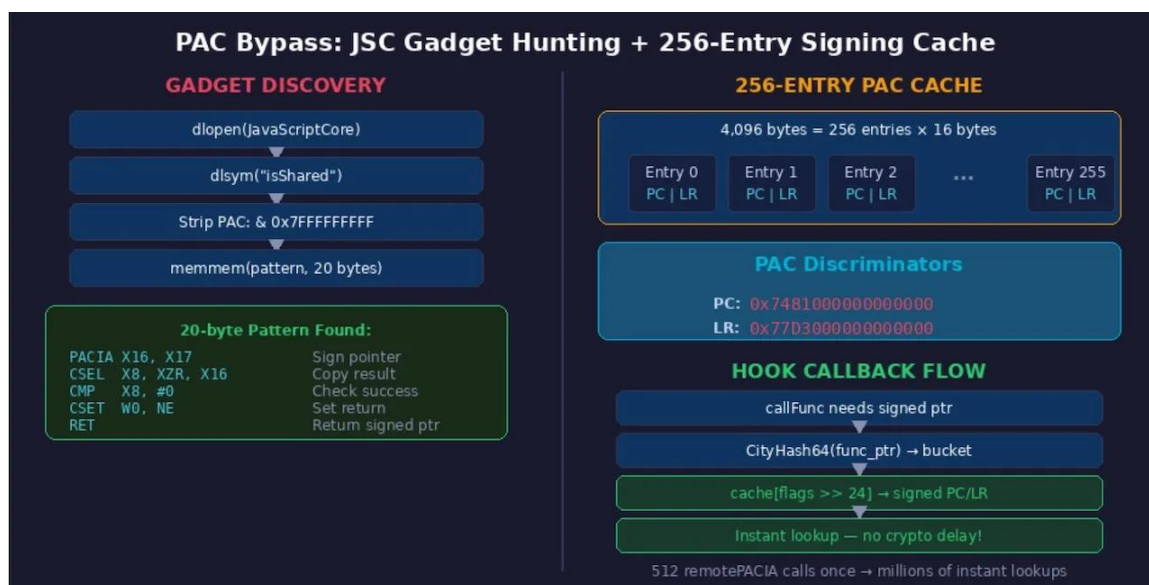 PAC Bypass: JSC Gadget Hunting + 256-Entry Signing Cache
GADGET DISCOVERY
dlopen(JavaScriptCore)
dlsym("isShared")
Strip PAC: & 0x7FFFFFFFFF
memmem(pattern, 20 bytes)
20-byte Pattern Found:
PACIA X16, X17 Sign pointer
CSEL X8, XZR, X16 Copy result
CMP X8, #0 Check success
CSET W0, NE Set return
RET Return signed ptr
256-ENTRY PAC CACHE
4,096 bytes = 256 entries × 16 bytes
Entry 0 Entry 1 Entry 2 ... Entry 255
PC | LR PC | LR PC | LR PC | LR
PAC Discriminators
PC: 0x7481000000000000
LR: 0x77D3000000000000
HOOK CALLBACK FLOW
callFunc needs signed ptr
CityHash64(func_ptr) → bucket
cache[flags >> 24] → signed PC/LR
Instant lookup — no crypto delay!
512 remotePACIA calls once → millions of instant lookups